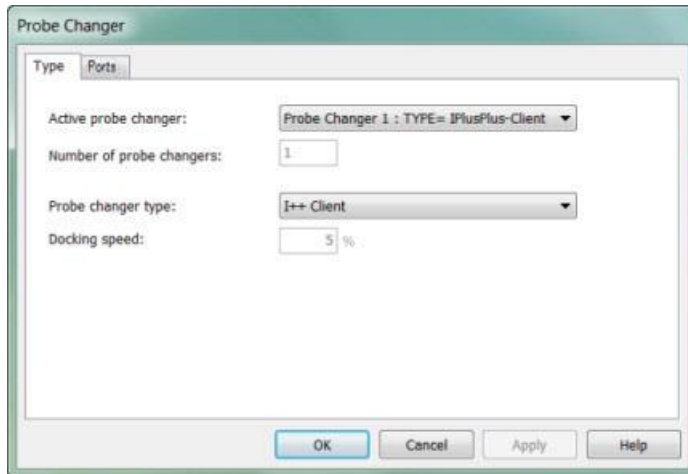 Probe Changer
Type Ports
Active probe changer: Probe Changer 1 : TYPE= IPlusPlus-Client
Number of probe changers: 1
Probe changer type: I++ Client
Docking speed: 5 %
OK Cancel Apply Help